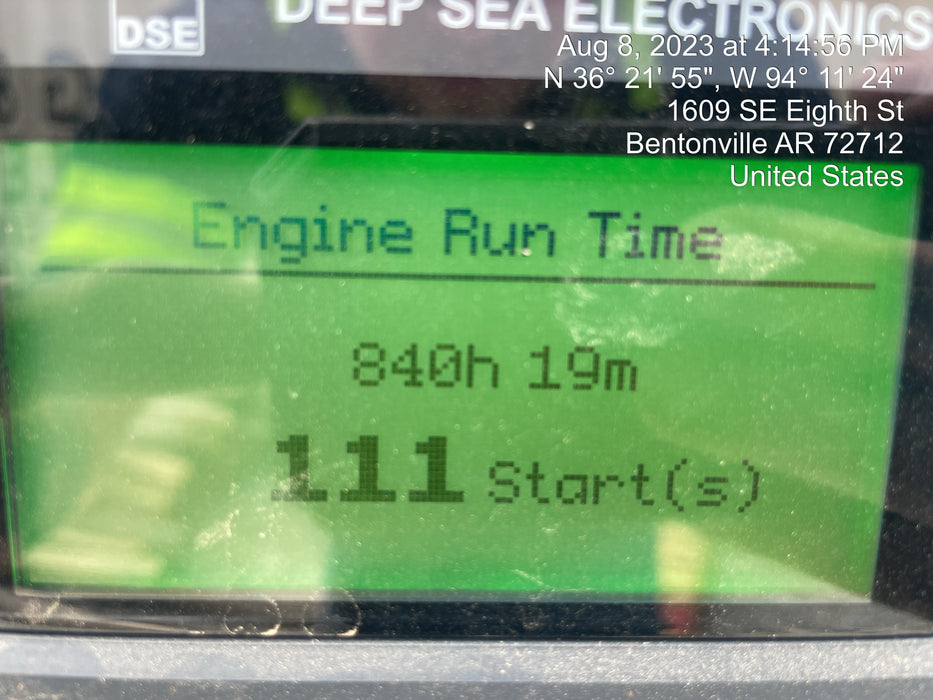 DSE
DEEP SEA ELECTRONICS
Aug 8, 2023 at 4:14:56 PM
N 36° 21' 55", W 94° 11' 24"
1609 SE Eighth St
Bentonville AR 72712
United States
Engine Run Time
840h 19m
111 Start(s)